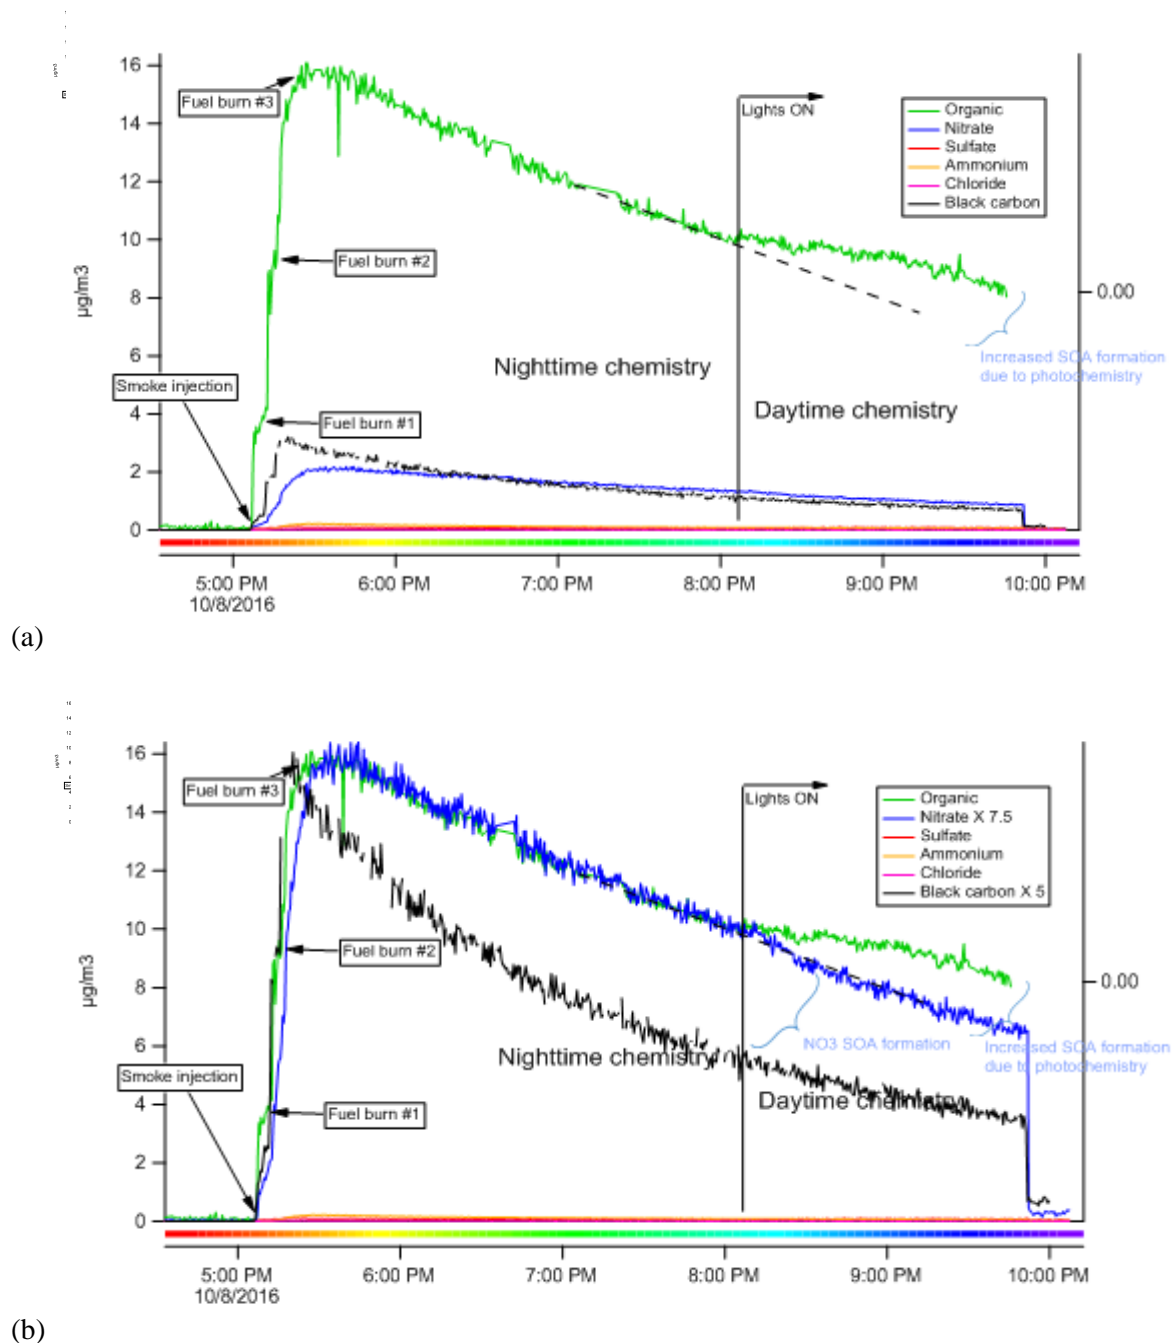 16
14
12
10
8
6
4
2
0
µg/m3
Fuel burn #3
Fuel burn #2
Smoke injection
Fuel burn #1
Lights ON
Organic
Nitrate
Sulfate
Ammonium
Chloride
Black carbon
0.00
Nighttime chemistry
Daytime chemistry
Increased SOA formation
due to photochemistry
5:00 PM 6:00 PM 7:00 PM 8:00 PM 9:00 PM 10:00 PM
10/8/2016
(a)
16
14
12
10
8
6
4
2
0
µg/m3
Fuel burn #3
Fuel burn #2
Smoke injection
Fuel burn #1
Lights ON
Organic
Nitrate X 7.5
Sulfate
Ammonium
Chloride
Black carbon X 5
0.00
NO3 SOA formation
Nighttime chemistry
Increased SOA formation
due to photochemistry
Daytime chemistry
5:00 PM 6:00 PM 7:00 PM 8:00 PM 9:00 PM 10:00 PM
10/8/2016
(b)